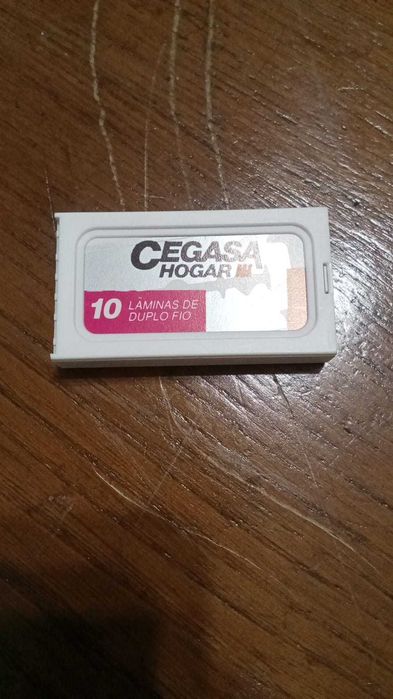 CEGASA
HOGAR
10 LÂMINAS DE
DUPLO FIO